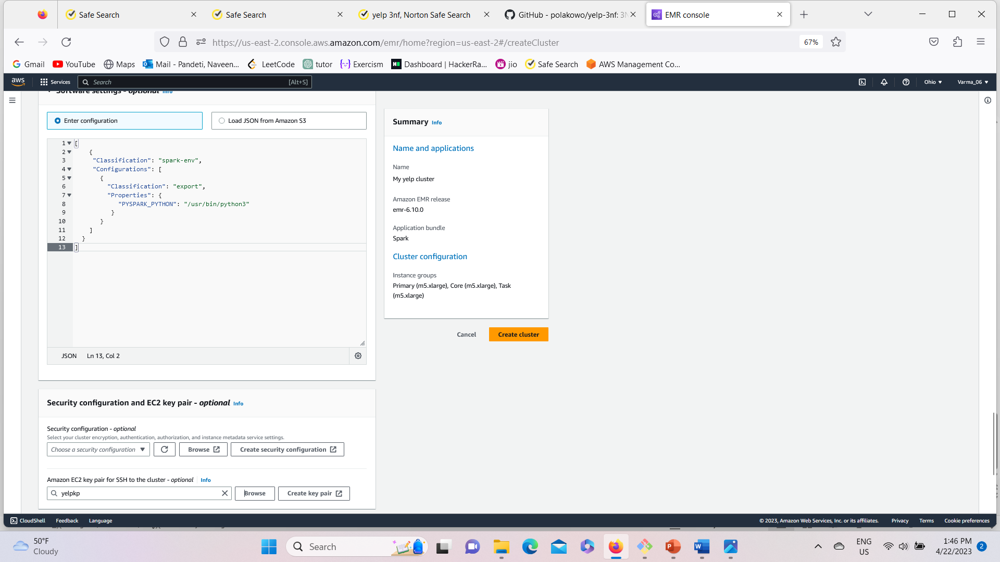 Safe Search
Safe Search
yelp 3nf, Norton Safe Search
GitHub - polakowo/yelp-3nf: 3N
EMR console
https://us-east-2.console.aws.amazon.com/emr/home?region=us-east-2#/createCluster
67%
Gmail
YouTube
Maps
Mail - Pandeti, Naveen...
LeetCode
tutor
Exercism
Dashboard | HackerRa...
jio
Safe Search
AWS Management Co...
aws
Services
Search
[Alt+S]
Ohio
Varma_06
Software settings - optional Info
Enter configuration
Load JSON from Amazon S3
1 [
2 {
3 "Classification": "spark-env",
4 "Configurations": [
5 {
6 "Classification": "export",
7 "Properties": {
8 "PYSPARK_PYTHON": "/usr/bin/python3"
9 }
10 }
11 ]
12 }
13 ]
JSON Ln 13, Col 2
Summary Info
Name and applications
Name
My yelp cluster
Amazon EMR release
emr-6.10.0
Application bundle
Spark
Cluster configuration
Instance groups
Primary (m5.xlarge), Core (m5.xlarge), Task
(m5.xlarge)
Cancel
Create cluster
Security configuration and EC2 key pair - optional Info
Security configuration - optional
Select your cluster encryption, authentication, authorization, and instance metadata service settings.
Choose a security configuration
Browse
Create security configuration
Amazon EC2 key pair for SSH to the cluster - optional Info
yelpkp
Browse
Create key pair
CloudShell
Feedback
Language
© 2023, Amazon Web Services, Inc. or its affiliates.
Privacy
Terms
Cookie preferences
50°F
Cloudy
Search
ENG
US
1:46 PM
4/22/2023
2